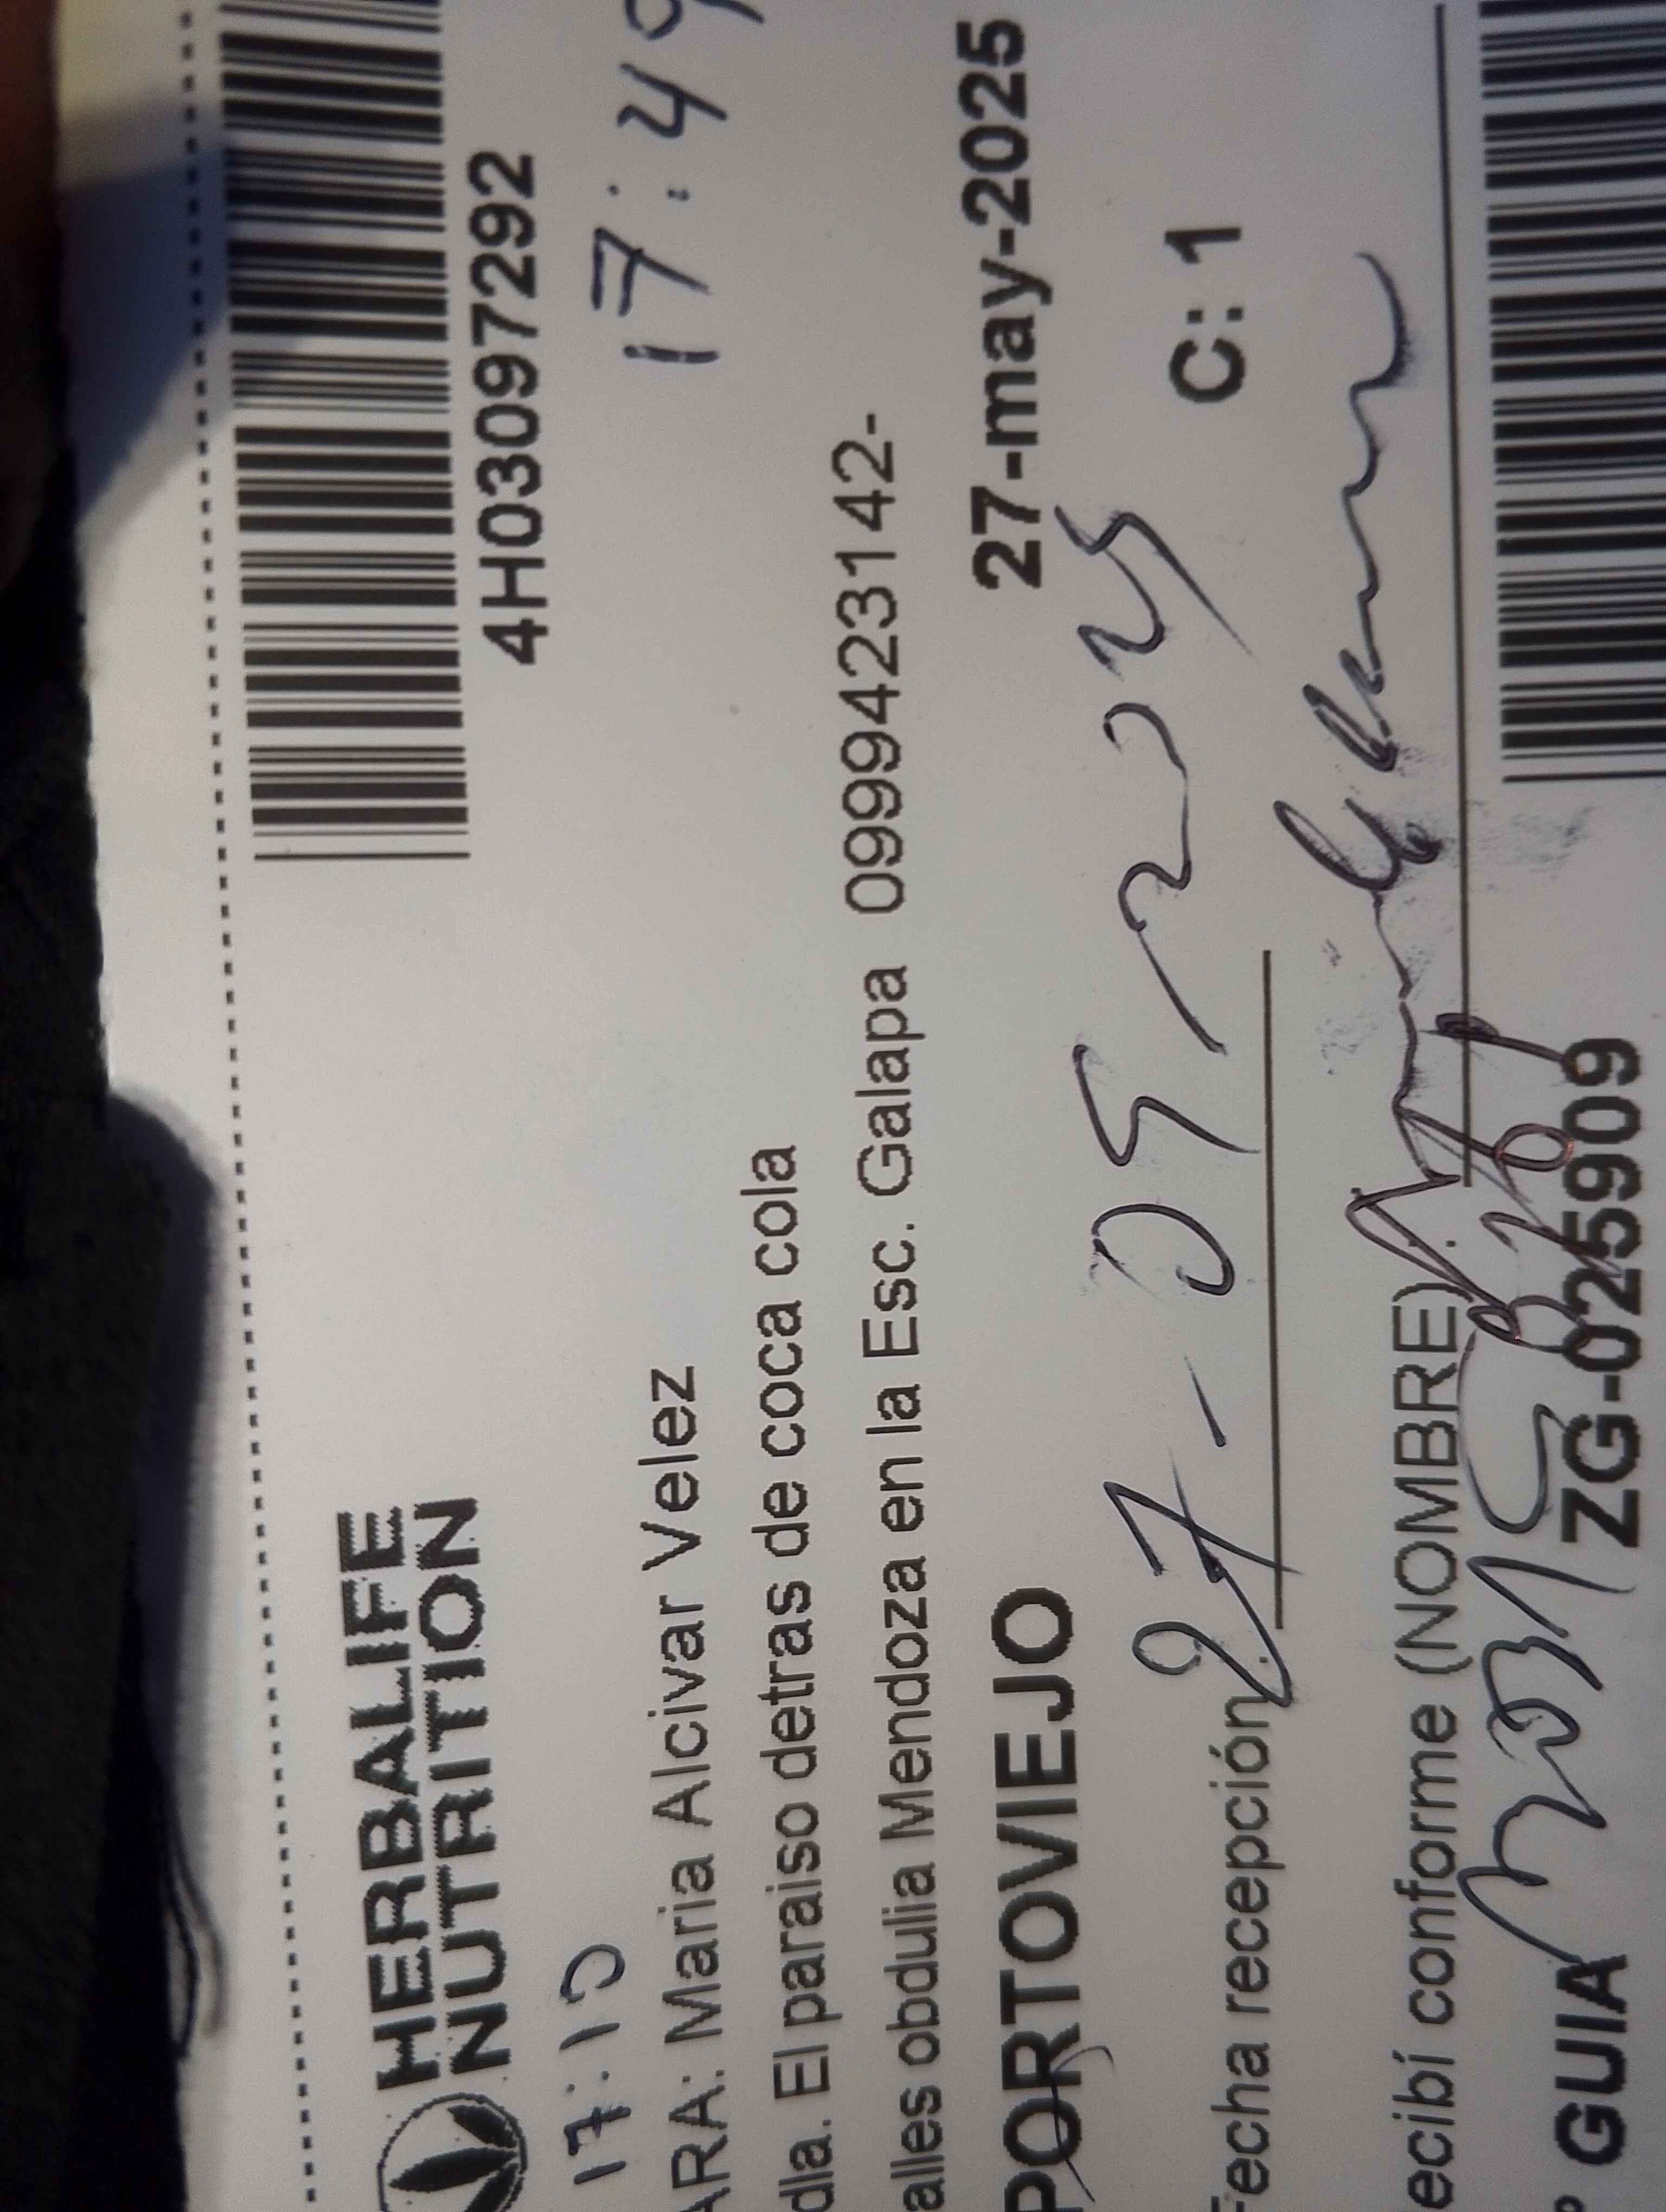 HERBALIFE
NUTRITION
4H03097292
17:10
17:49
ARA: Maria Alcivar Velez
dla. El paraiso detras de coca cola
alles obdulia Mendoza en la Esc. Galapa 0999423142-
PORTOVIEJO
27-may-2025
Fecha recepción 27-05-2025
C: 1
ecibí conforme (NOMBRE):
GUIA
ZG-025909